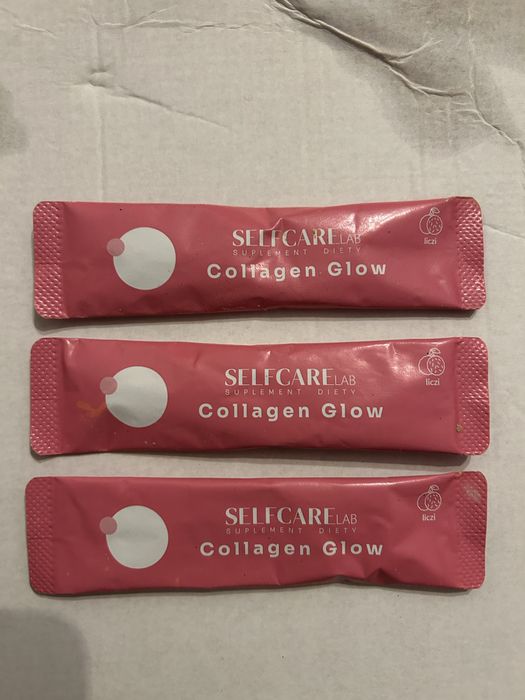 SELFCARELAB
SUPLEMENT DIETY
Collagen Glow
liczi
SELFCARELAB
SUPLEMENT DIETY
Collagen Glow
liczi
SELFCARELAB
SUPLEMENT DIETY
Collagen Glow
liczi